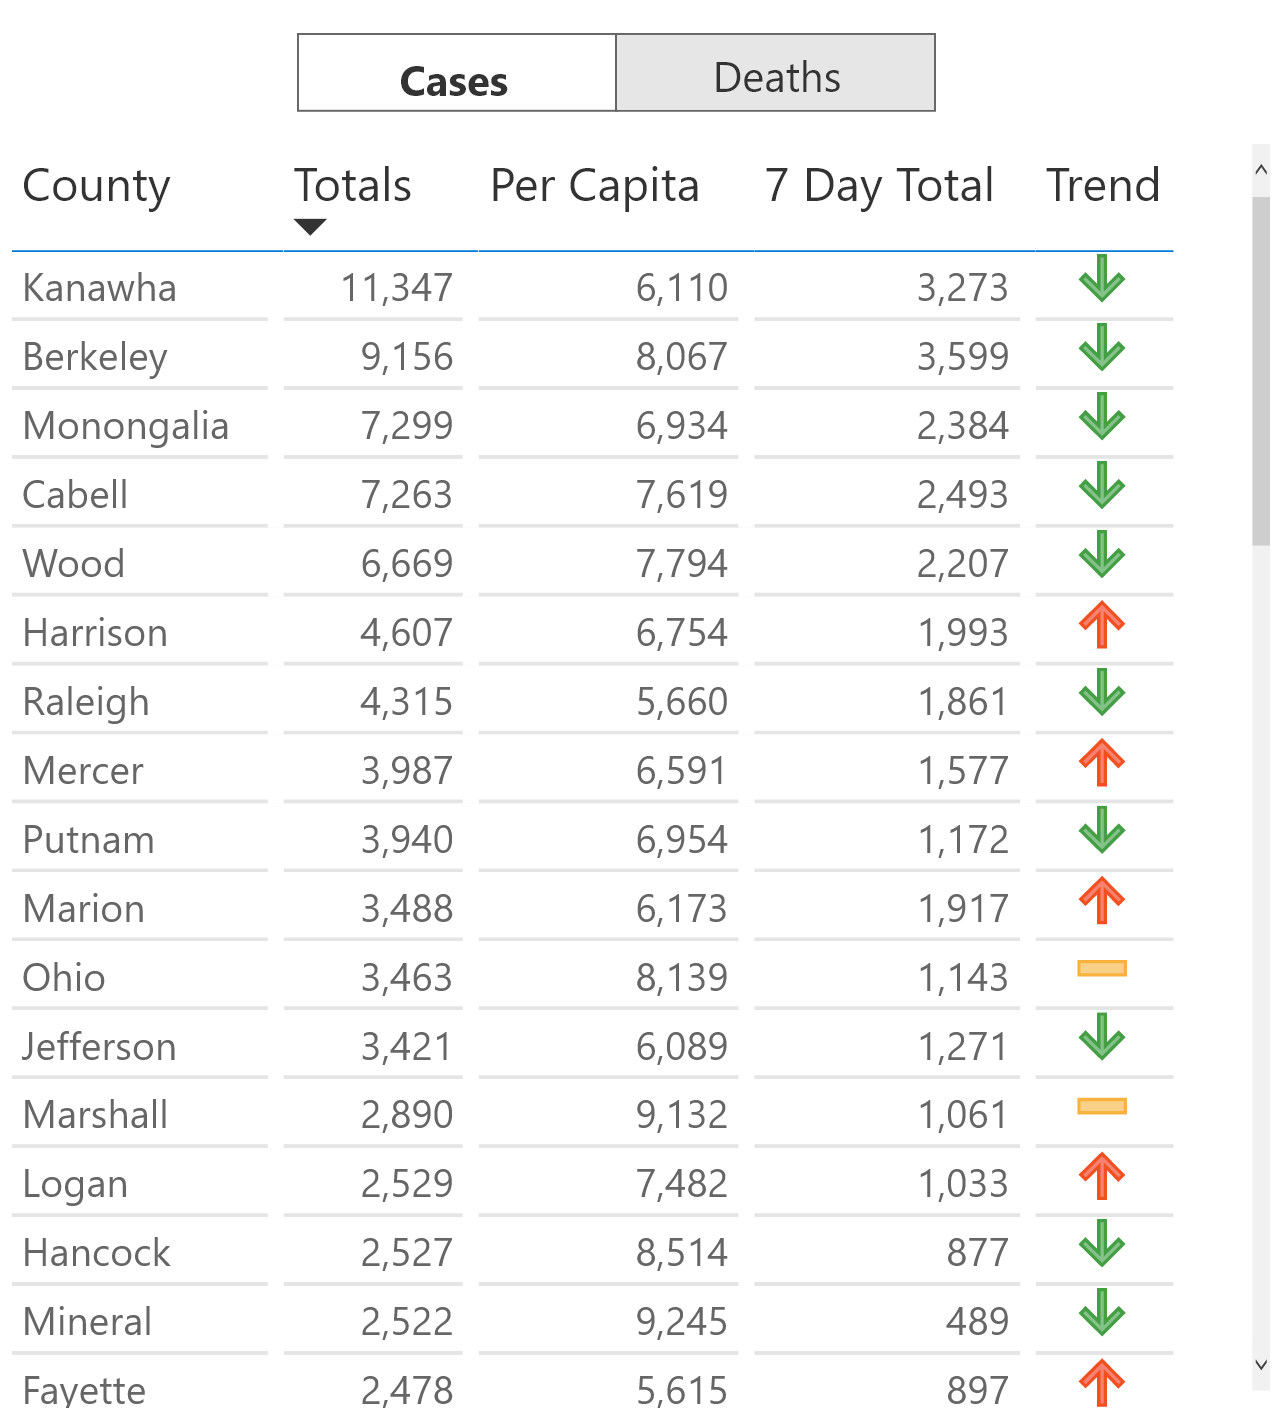 Cases Deaths
County Totals Per Capita 7 Day Total Trend
Kanawha 11,347 6,110 3,273
Berkeley 9,156 8,067 3,599
Monongalia 7,299 6,934 2,384
Cabell 7,263 7,619 2,493
Wood 6,669 7,794 2,207
Harrison 4,607 6,754 1,993
Raleigh 4,315 5,660 1,861
Mercer 3,987 6,591 1,577
Putnam 3,940 6,954 1,172
Marion 3,488 6,173 1,917
Ohio 3,463 8,139 1,143
Jefferson 3,421 6,089 1,271
Marshall 2,890 9,132 1,061
Logan 2,529 7,482 1,033
Hancock 2,527 8,514 877
Mineral 2,522 9,245 489
Fayette 2,478 5,615 897